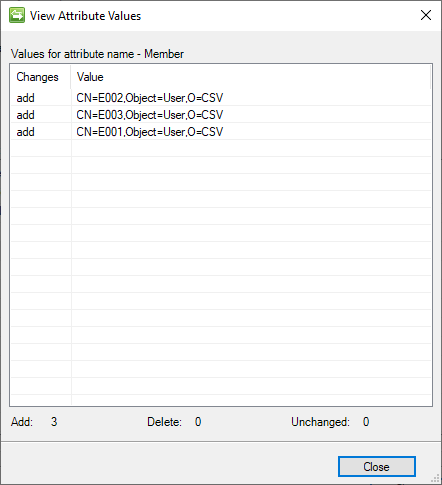 View Attribute Values
Values for attribute name - Member
Changes Value
add CN=E002,Object=User,O=CSV
add CN=E003,Object=User,O=CSV
add CN=E001,Object=User,O=CSV
Add: 3 Delete: 0 Unchanged: 0
Close